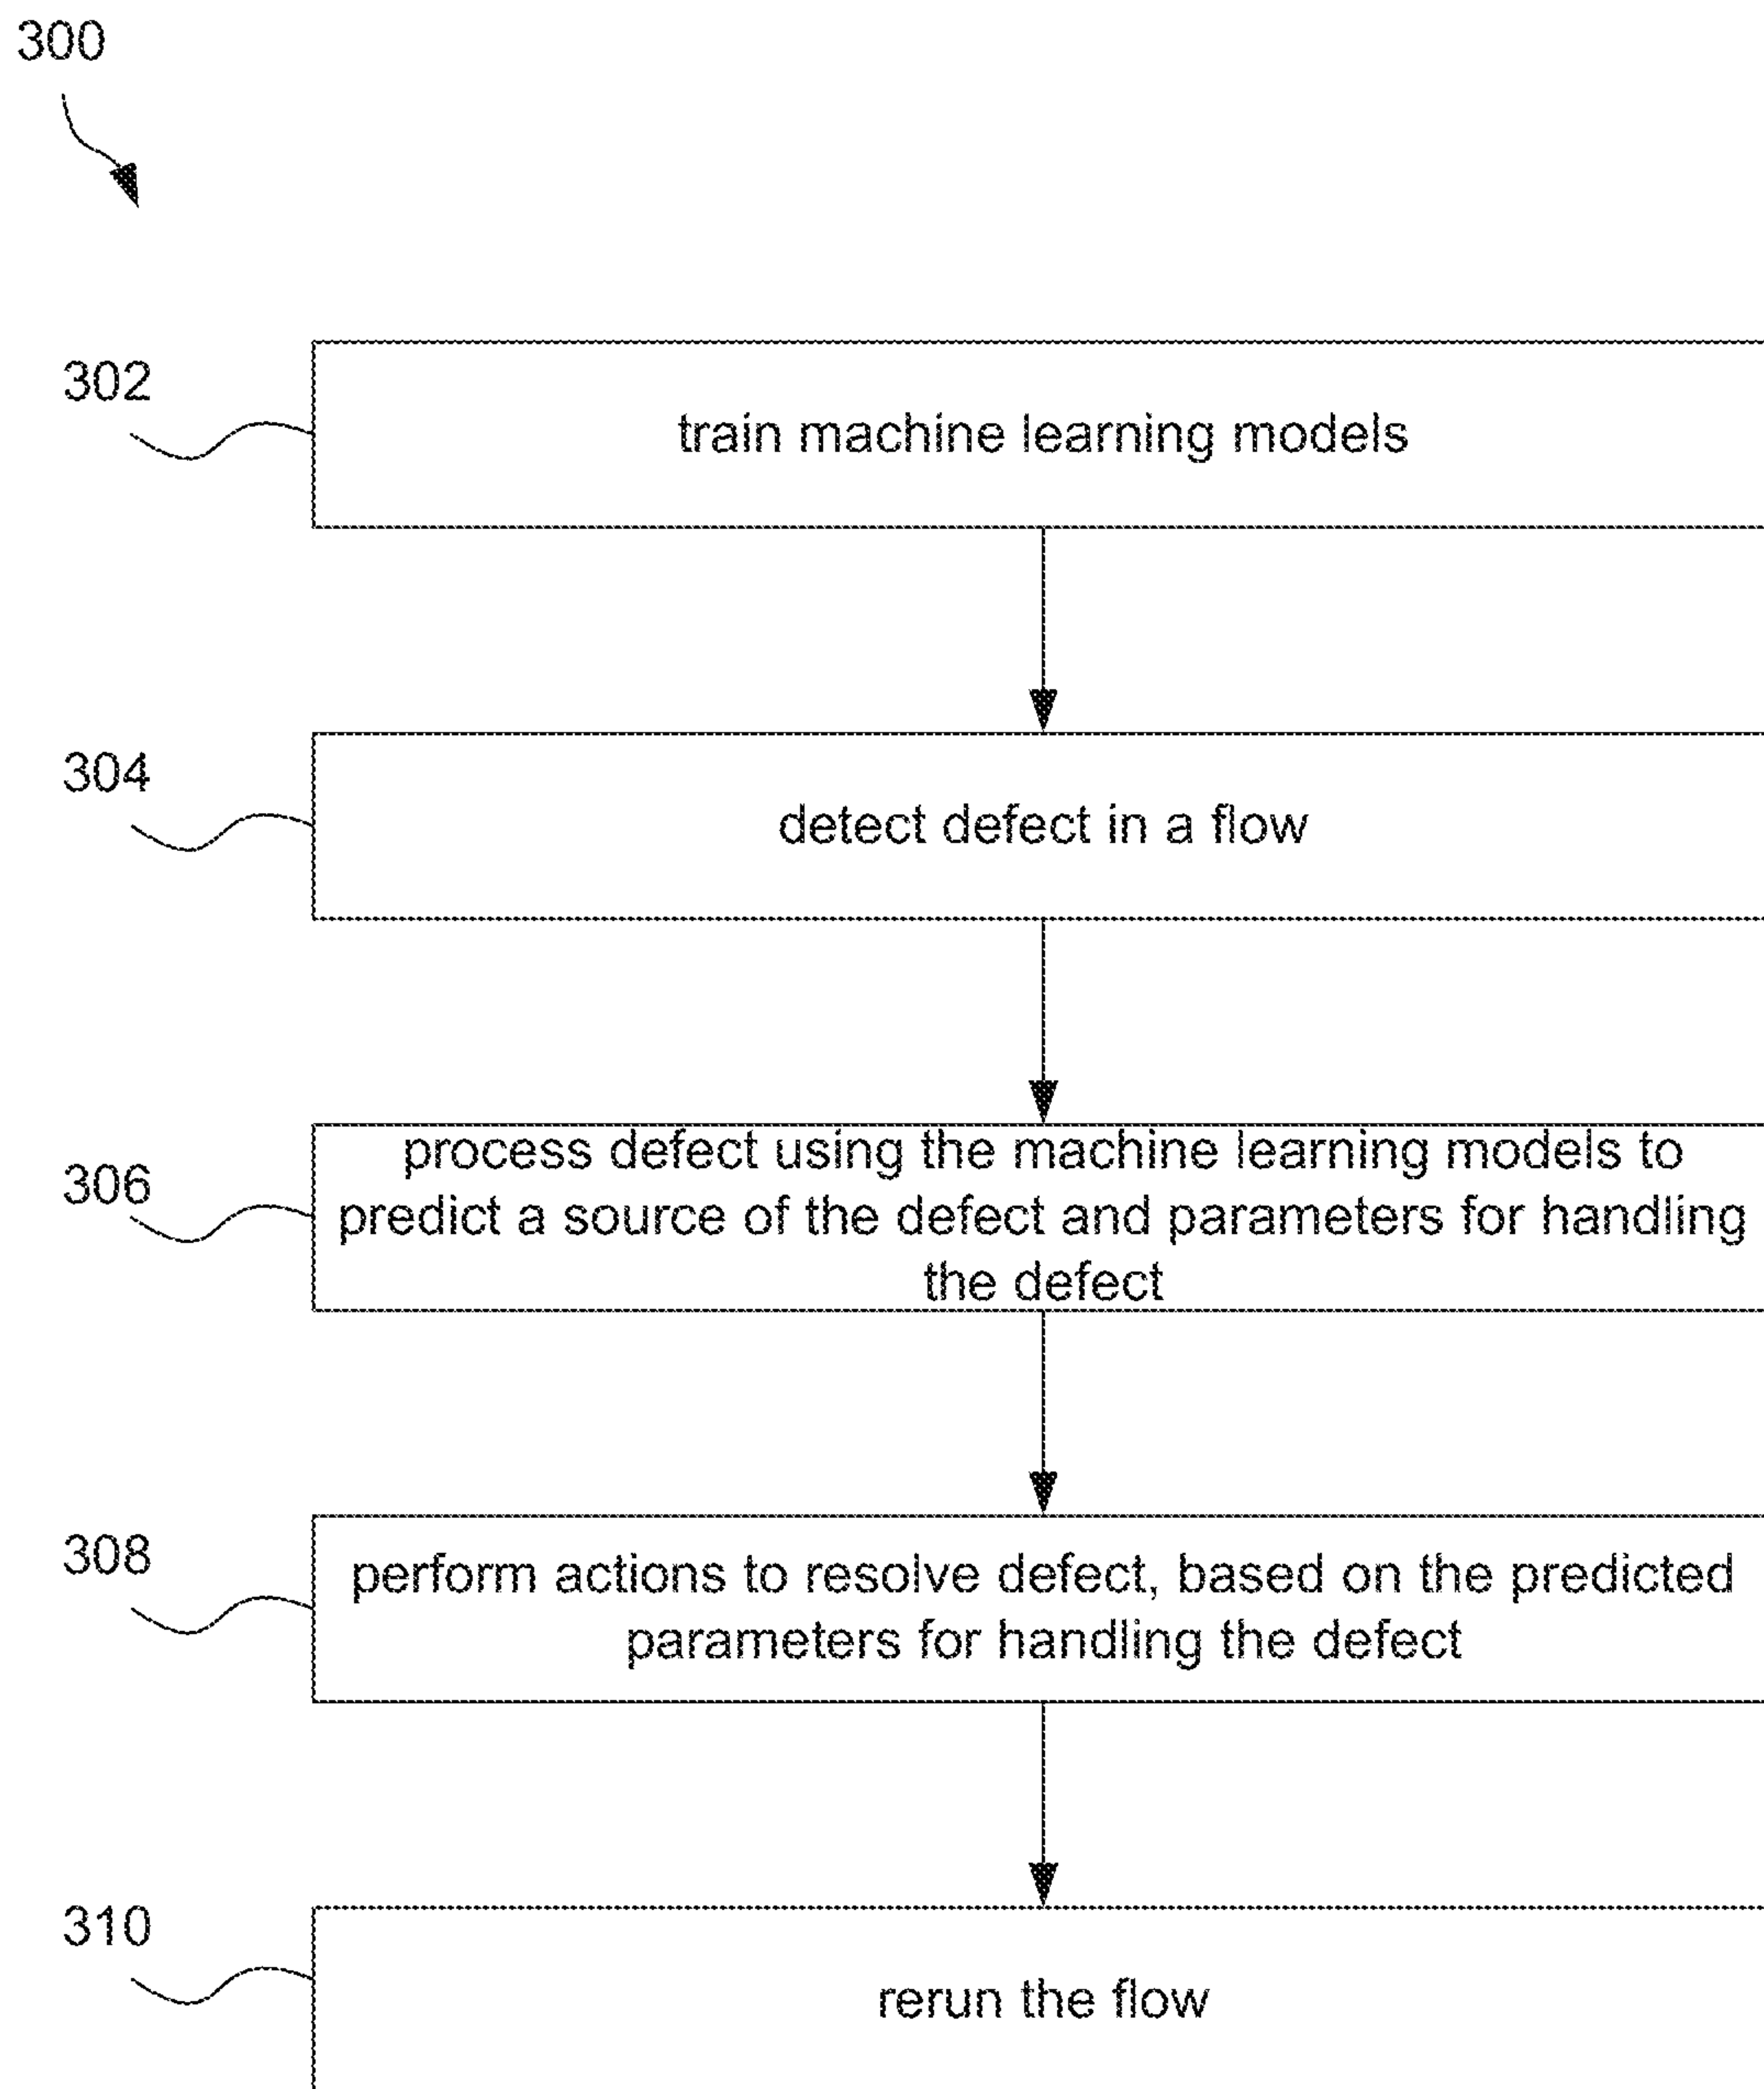 300
302
train machine learning models
304
detect defect in a flow
306
process defect using the machine learning models to
predict a source of the defect and parameters for handling
the defect
308
perform actions to resolve defect, based on the predicted
parameters for handling the defect
310
rerun the flow